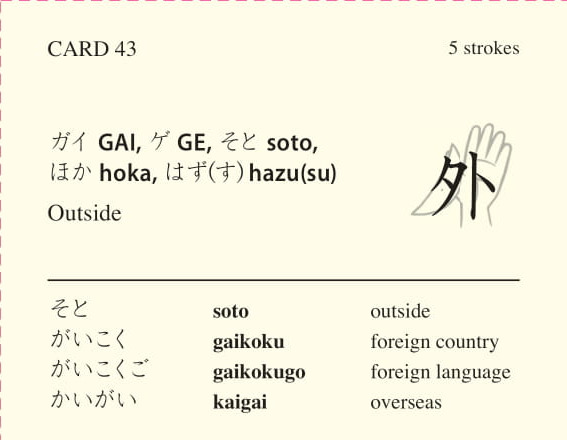 CARD 43 5 strokes
ガイ GAI, ゲ GE, そと soto,
ほか hoka, はず(す) hazu(su)
外
Outside
そと soto outside
がいこく gaikoku foreign country
がいこくご gaikokugo foreign language
かいがい kaigai overseas